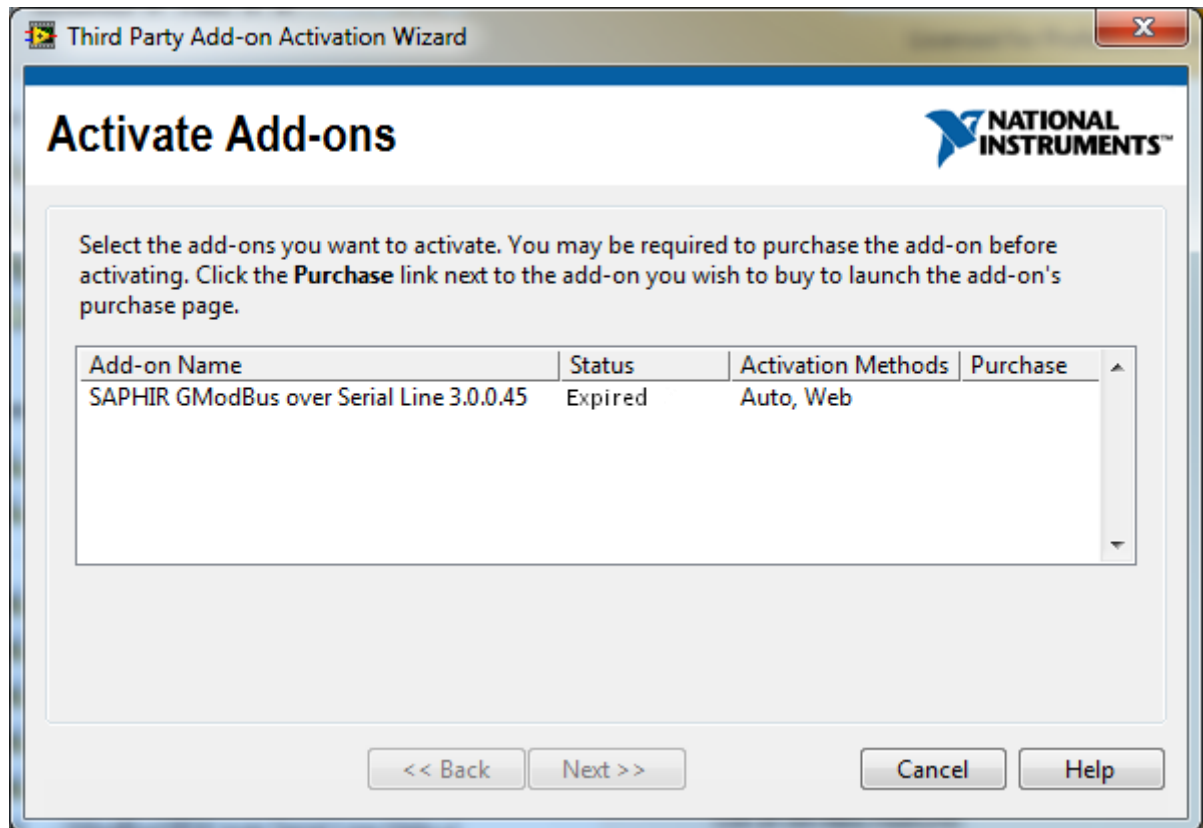 Third Party Add-on Activation Wizard
Activate Add-ons
NATIONAL
INSTRUMENTS™
Select the add-ons you want to activate. You may be required to purchase the add-on before
activating. Click the Purchase link next to the add-on you wish to buy to launch the add-on's
purchase page.
Add-on Name Status Activation Methods Purchase
SAPHIR GModBus over Serial Line 3.0.0.45 Expired Auto, Web
<< Back Next >> Cancel Help